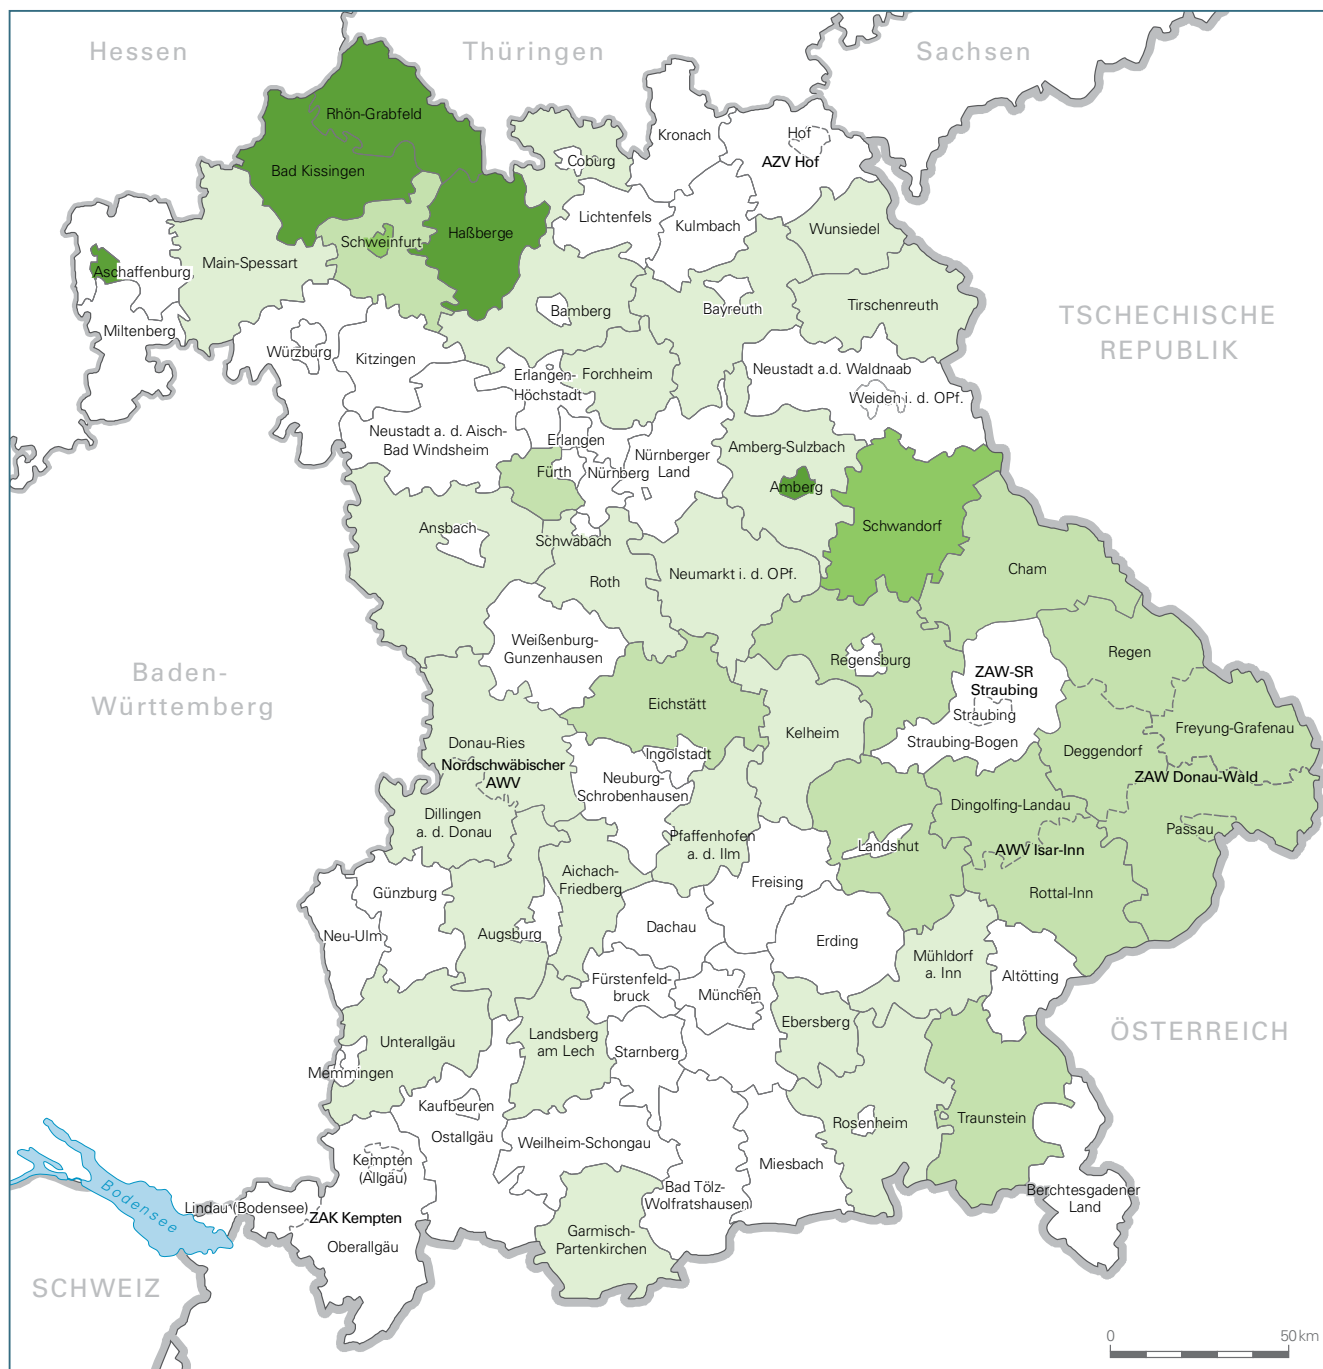 Hessen
Thüringen
Sachsen
Rhön-Grabfeld
Bad Kissingen
Kronach
Hof
AZV Hof
Coburg
Lichtenfels
Kulmbach
Wunsiedel
Schweinfurt
Haßberge
Main-Spessart
Aschaffenburg
Miltenberg
Tirschenreuth
Bayreuth
Bamberg
TSCHECHISCHE
REPUBLIK
Würzburg
Kitzingen
Erlangen-
Höchstadt
Forchheim
Neustadt a.d. Waldnaab
Weiden i. d. OPf.
Neustadt a. d. Aisch-
Bad Windsheim
Erlangen
Fürth
Nürnberg
Nürnberger
Land
Amberg-Sulzbach
Amberg
Schwandorf
Ansbach
Schwabach
Roth
Neumarkt i. d. OPf.
Cham
Weißenburg-
Gunzenhausen
Regensburg
ZAW-SR
Straubing
Straubing
Straubing-Bogen
Regen
Baden-
Württemberg
Eichstätt
Kelheim
Freyung-Grafenau
Deggendorf
ZAW Donau-Wald
Donau-Ries
Nordschwäbischer
AWV
Ingolstadt
Neuburg-
Schrobenhausen
Dillingen
a. d. Donau
Pfaffenhofen
a. d. Ilm
Dingolfing-Landau
Passau
Landshut
AWV Isar-Inn
Rottal-Inn
Aichach-
Friedberg
Günzburg
Freising
Neu-Ulm
Augsburg
Dachau
Erding
Mühldorf
a. Inn
Altötting
Fürstenfeld-
bruck
München
Ebersberg
ÖSTERREICH
Unterallgäu
Landsberg
am Lech
Starnberg
Memmingen
Kaufbeuren
Ostallgäu
Weilheim-Schongau
Rosenheim
Traunstein
Miesbach
Kempten
(Allgäu)
Bodensee
Lindau (Bodensee)
ZAK Kempten
Oberallgäu
Bad Tölz-
Wolfratshausen
Berchtesgadener
Land
Garmisch-
Partenkirchen
SCHWEIZ
0 50 km